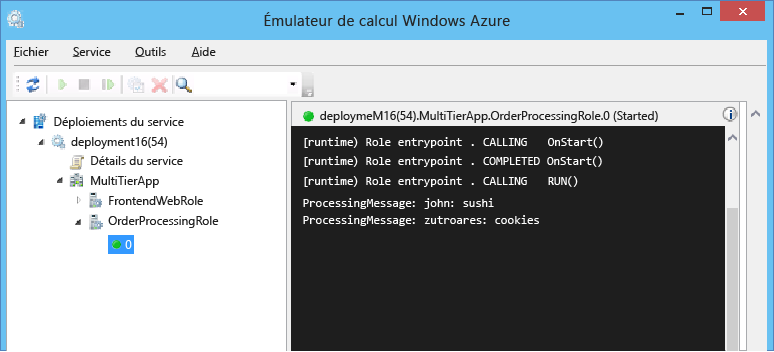 Émulateur de calcul Windows Azure
Fichier Service Outils Aide
Déploiements du service
deployment16(54)
Détails du service
MultiTierApp
FrontendWebRole
OrderProcessingRole
0
deploymeM16(54).MultiTierApp.OrderProcessingRole.0 (Started)
[runtime) Role entrypoint . CALLING OnStart()
[runtime) Role entrypoint . COMPLETED OnStart()
[runtime) Role entrypoint . CALLING RUN()
ProcessingMessage: john: sushi
ProcessingMessage: zutroares: cookies